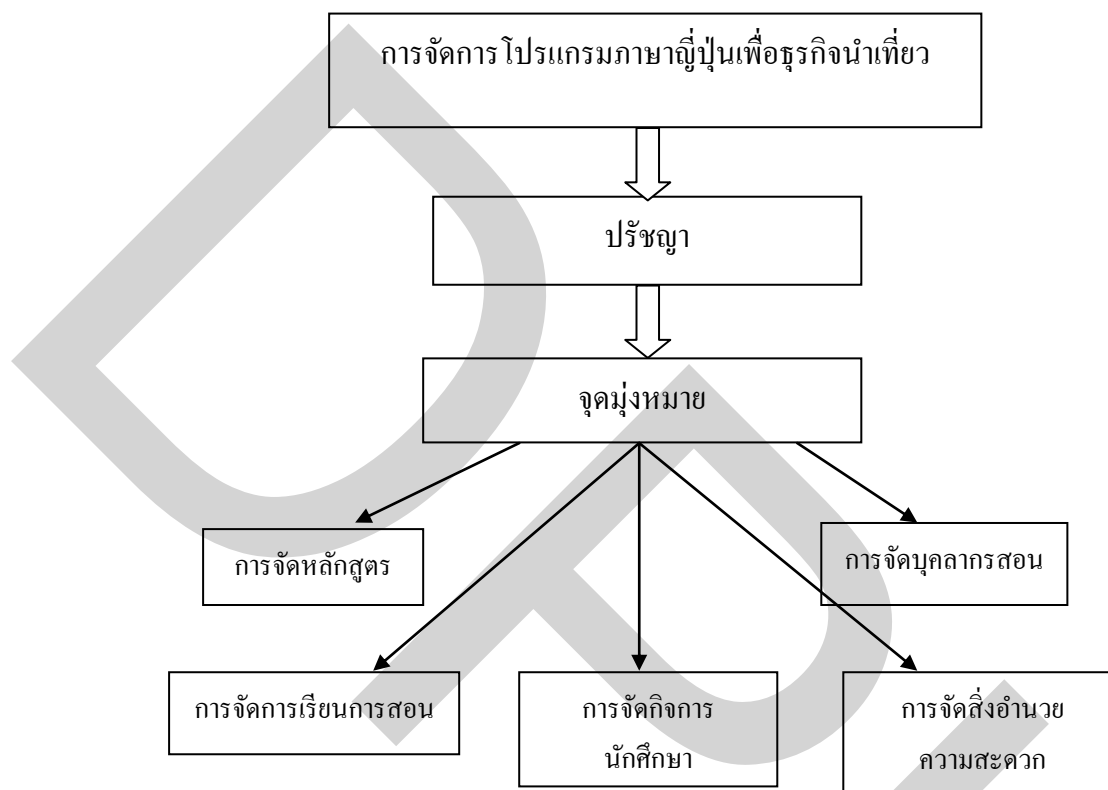 การจัดการโปรแกรมภาษาญี่ปุ่นเพื่อธุรกิจนำเที่ยว
ปรัชญา
จุดมุ่งหมาย
การจัดหลักสูตร
การจัดบุคลากรสอน
การจัดการเรียนการสอน
การจัดกิจการ
นักศึกษา
การจัดสิ่งอำนวย
ความสะดวก